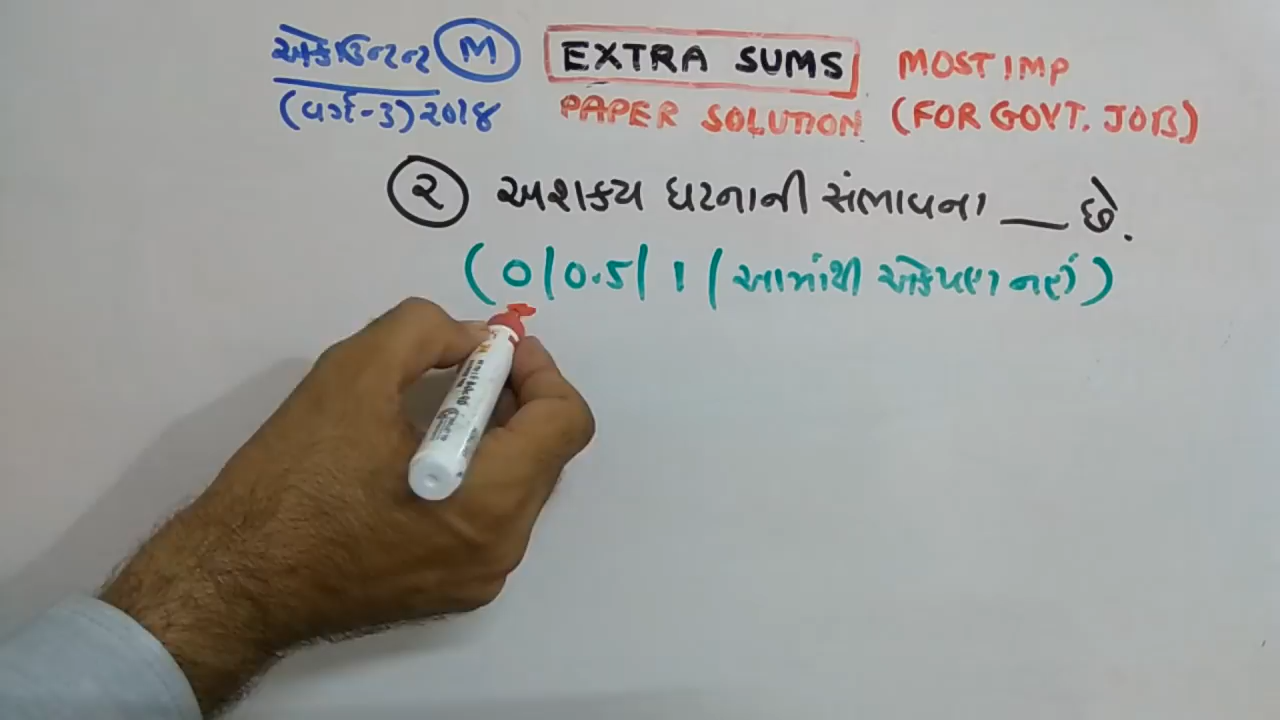 એકાઉન્ટન્ટ M EXTRA SUMS MOST IMP
(વર્ગ-૩) ૨૦૧૪ PAPER SOLUTION (FOR GOVT. JOB)
૨ અશક્ય ઘટનાની સંભાવના __ છે.
(0/0.5/1/આમાંથી એકપણ નહીં)